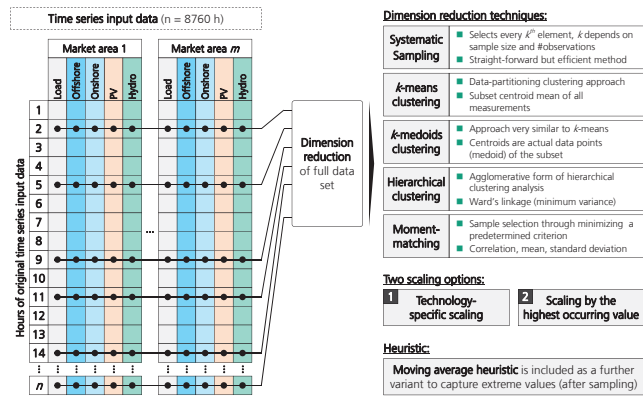 Time series input data (n = 8760 h)
Market area 1
Market area m
Load
Offshore
Onshore
PV
Hydro
Load
Offshore
Onshore
PV
Hydro
Hours of original time series input data
1
2
3
4
5
6
7
8
9
10
11
12
13
14
n
...
Dimension
reduction
of full data
set
Dimension reduction techniques:
Systematic
Sampling
Selects every kth element, k depends on
sample size and #observations
Straight-forward but efficient method
k-means
clustering
Data-partitioning clustering approach
Subset centroid mean of all
measurements
k-medoids
clustering
Approach very similar to k-means
Centroids are actual data points
(medoid) of the subset
Hierarchical
clustering
Agglomerative form of hierarchical
clustering analysis
Ward's linkage (minimum variance)
Moment-
matching
Sample selection through minimizing a
predetermined criterion
Correlation, mean, standard deviation
Two scaling options:
1
Technology-
specific scaling
2
Scaling by the
highest occurring value
Heuristic:
Moving average heuristic is included as a further
variant to capture extreme values (after sampling)